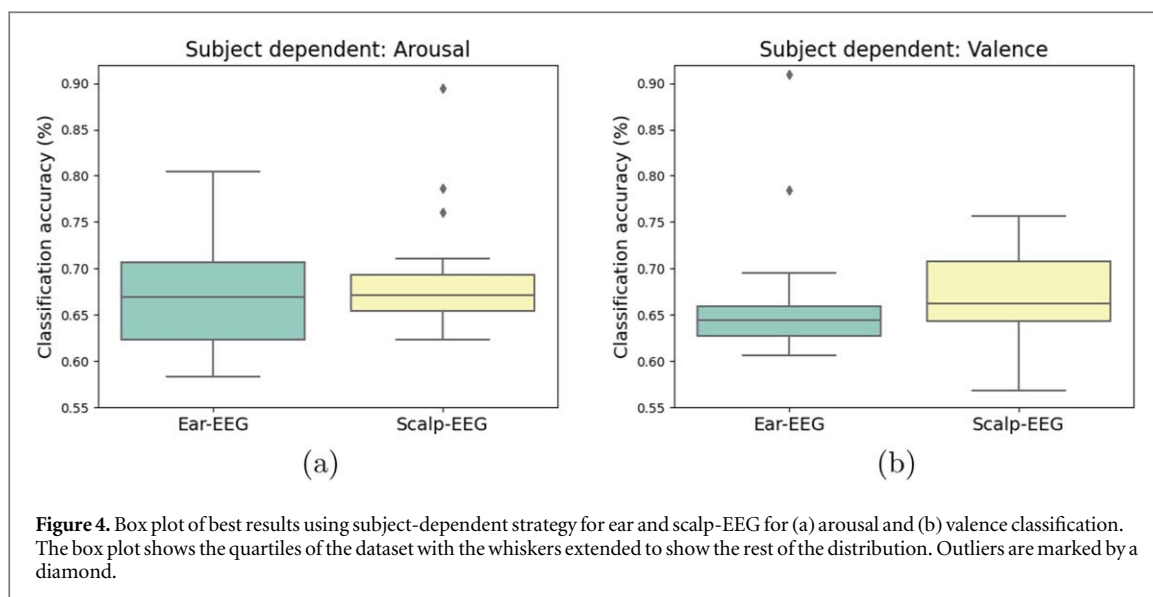 Subject dependent: Arousal
Classification accuracy (%)
0.90
0.85
0.80
0.75
0.70
0.65
0.60
0.55
Ear-EEG Scalp-EEG
(a)
Subject dependent: Valence
Classification accuracy (%)
0.90
0.85
0.80
0.75
0.70
0.65
0.60
0.55
Ear-EEG Scalp-EEG
(b)
Figure 4. Box plot of best results using subject-dependent strategy for ear and scalp-EEG for (a) arousal and (b) valence classification.
The box plot shows the quartiles of the dataset with the whiskers extended to show the rest of the distribution. Outliers are marked by a
diamond.